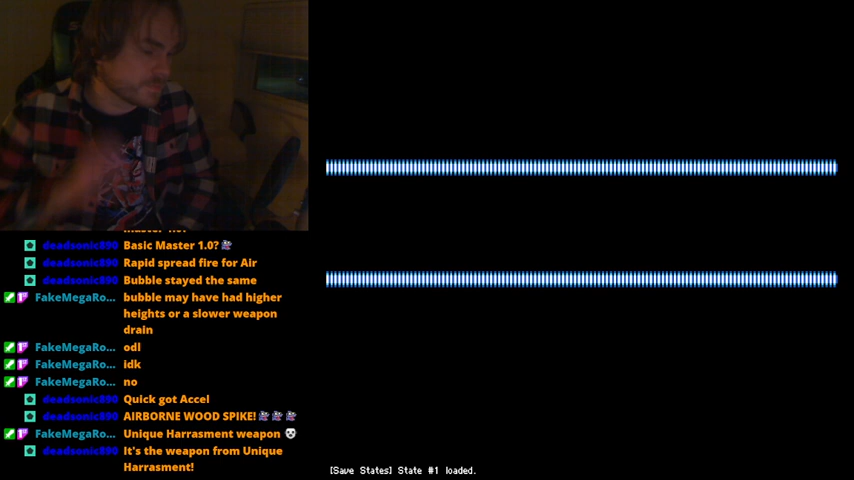 deadsonic890 Basic Master 1.0?
deadsonic890 Rapid spread fire for Air
deadsonic890 Bubble stayed the same
FakeMegaRo... bubble may have had higher
heights or a slower weapon
drain
FakeMegaRo... odl
FakeMegaRo... idk
FakeMegaRo... no
deadsonic890 Quick got Accel
deadsonic890 AIRBORNE WOOD SPIKE!
FakeMegaRo... Unique Harrasment weapon
deadsonic890 It's the weapon from Unique
Harrasment!
[Save States] State #1 loaded.